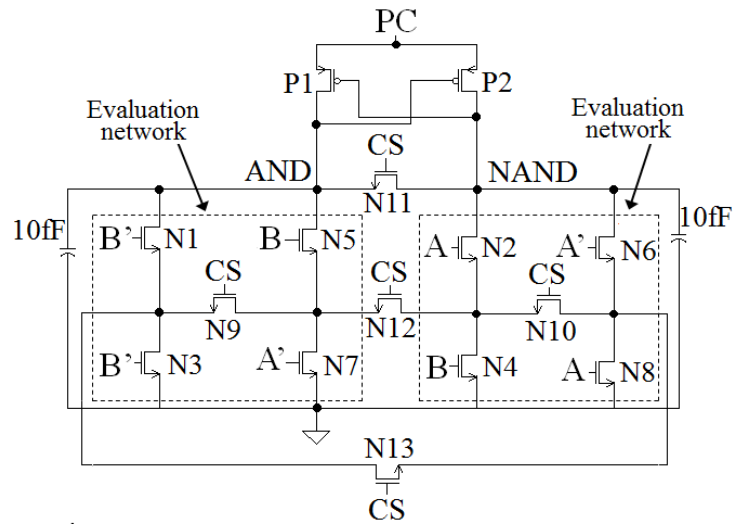 PC
P1
P2
Evaluation
network
Evaluation
network
CS
AND
NAND
N11
10fF
10fF
B'
N1
B
N5
A
N2
A'
N6
CS
CS
CS
N9
N12
N10
B'
N3
A'
N7
B
N4
A
N8
N13
CS